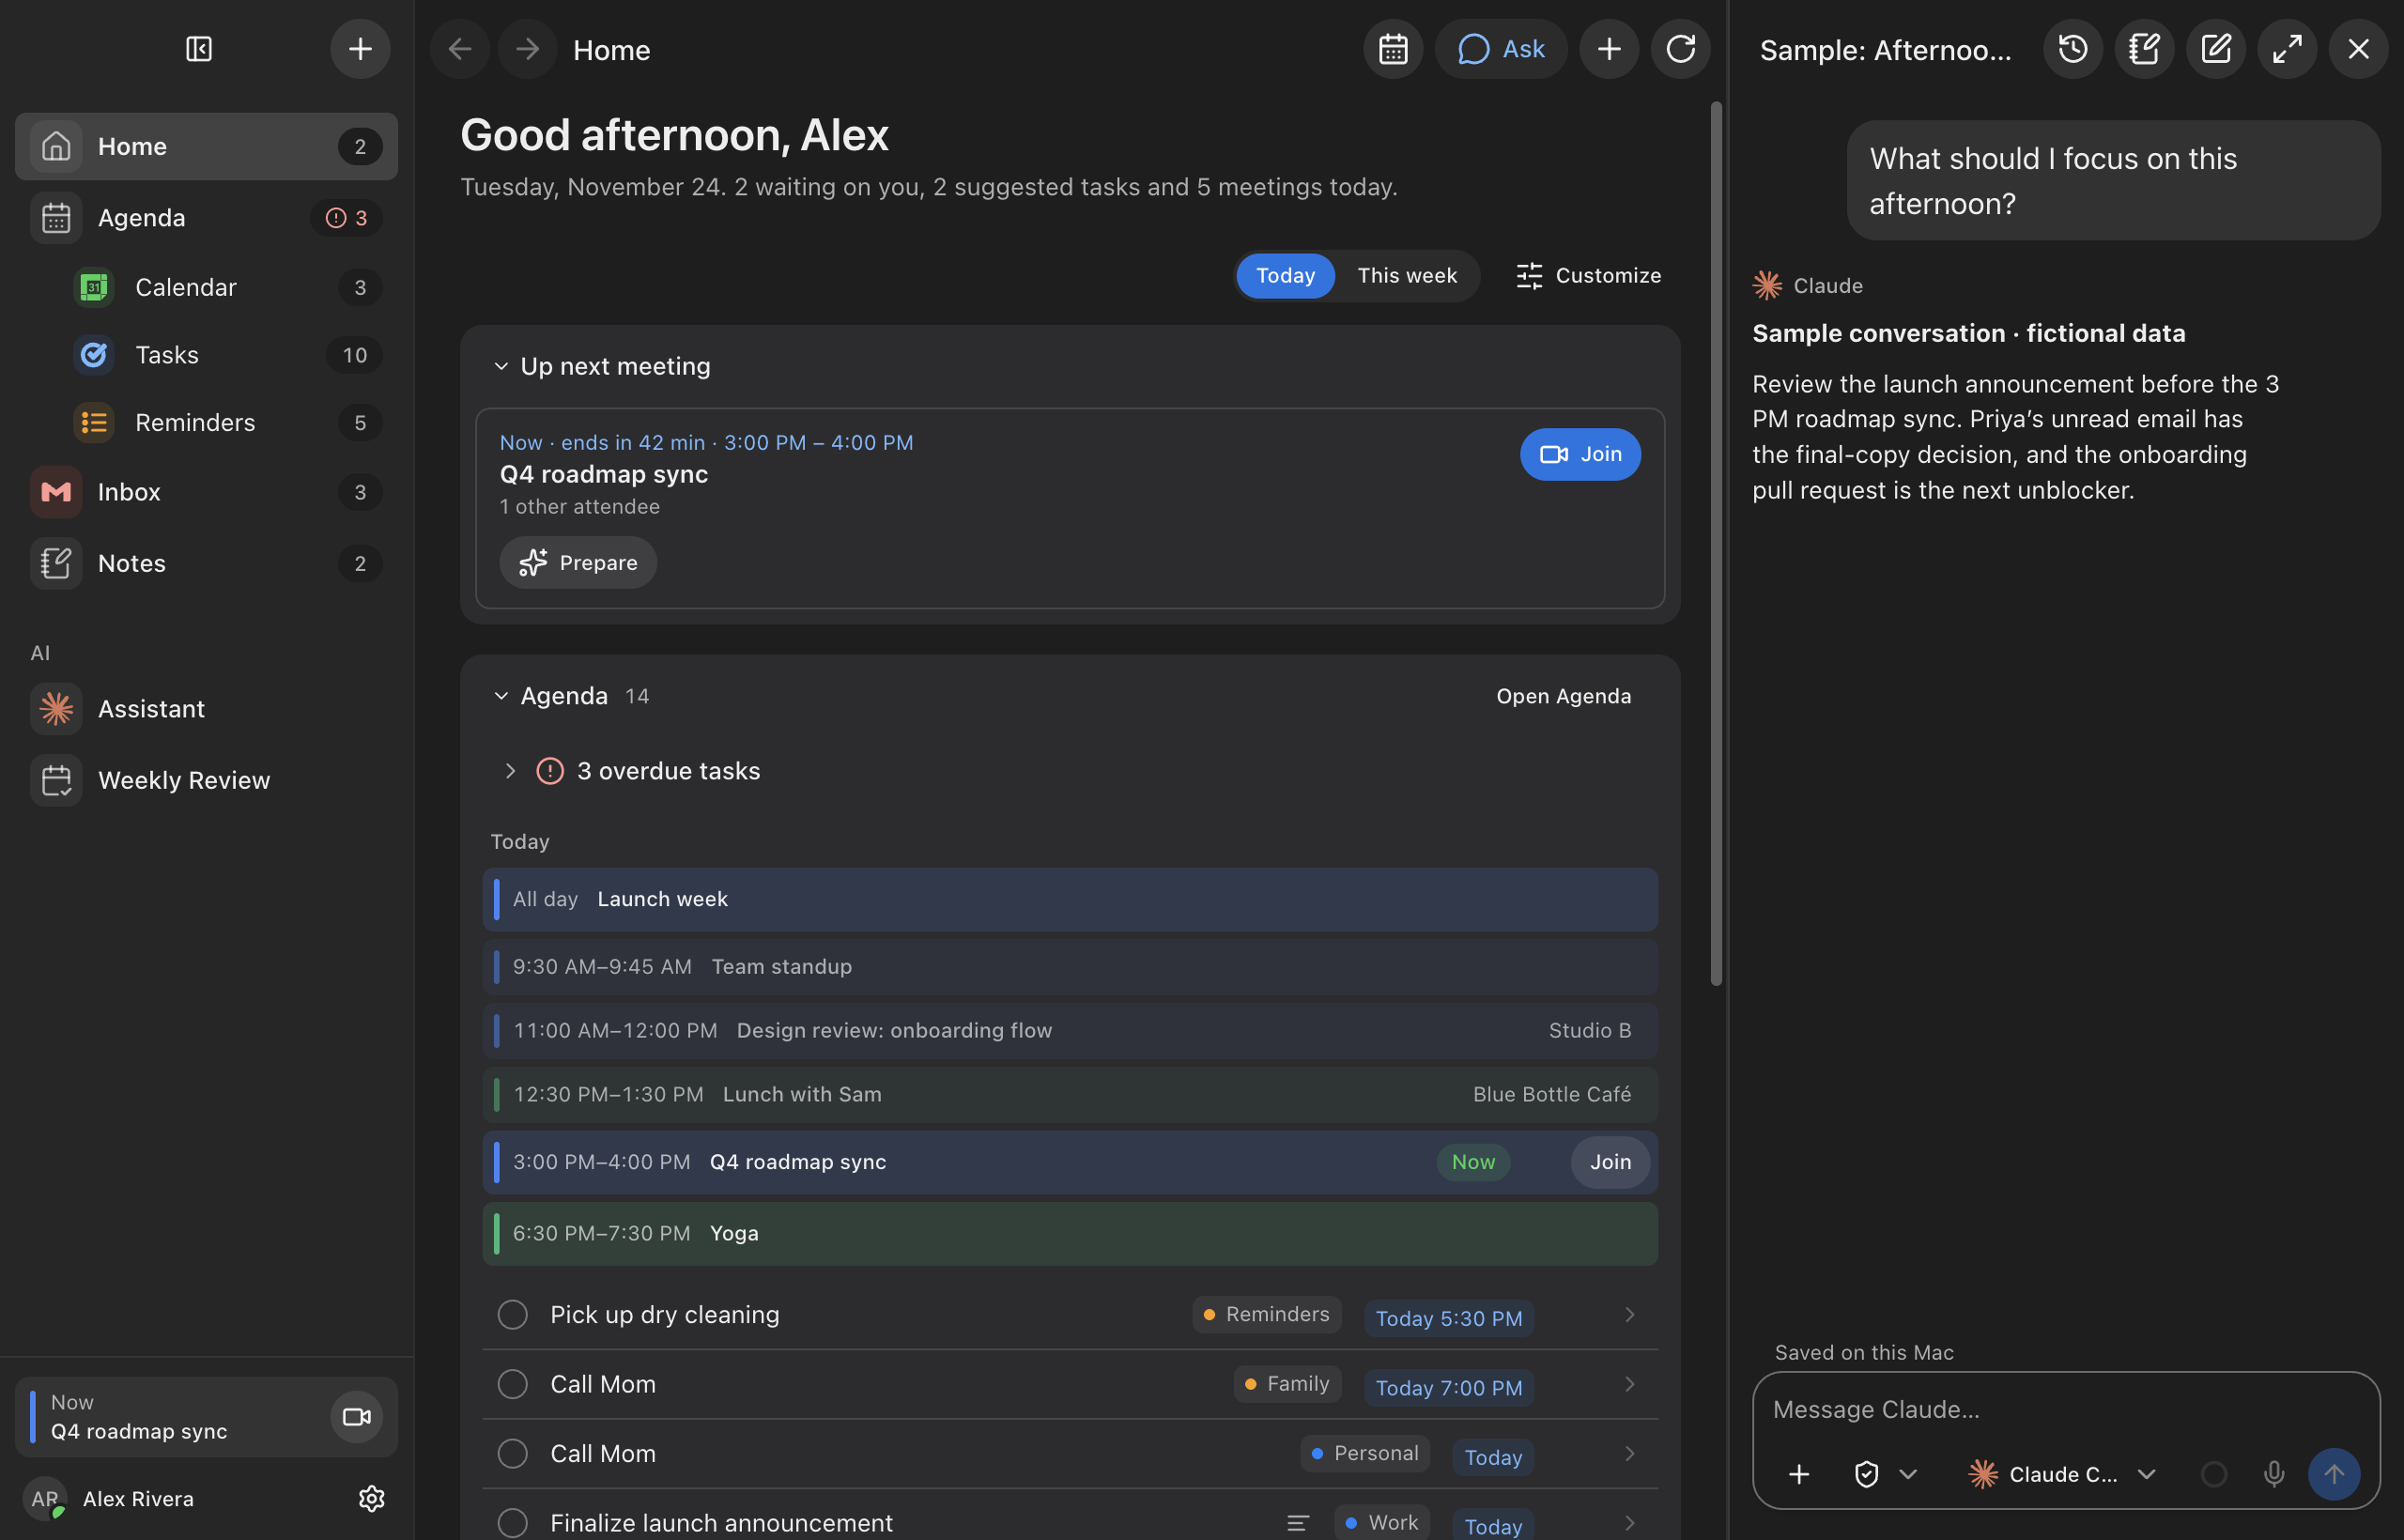 Home
2
Agenda
3
31
Calendar
3
Tasks
10
Reminders
5
Inbox
3
Notes
2
AI
Assistant
Weekly Review
Now
Q4 roadmap sync
AR
Alex Rivera
Home
Ask
Good afternoon, Alex
Tuesday, November 24. 2 waiting on you, 2 suggested tasks and 5 meetings today.
Today
This week
Customize
Up next meeting
Now · ends in 42 min · 3:00 PM – 4:00 PM
Q4 roadmap sync
1 other attendee
Join
Prepare
Agenda 14
Open Agenda
3 overdue tasks
Today
All day Launch week
9:30 AM–9:45 AM Team standup
11:00 AM–12:00 PM Design review: onboarding flow Studio B
12:30 PM–1:30 PM Lunch with Sam Blue Bottle Café
3:00 PM–4:00 PM Q4 roadmap sync Now Join
6:30 PM–7:30 PM Yoga
Pick up dry cleaning Reminders Today 5:30 PM
Call Mom Family Today 7:00 PM
Call Mom Personal Today
Finalize launch announcement Work Today
Sample: Afternoo...
What should I focus on this
afternoon?
Claude
Sample conversation · fictional data
Review the launch announcement before the 3
PM roadmap sync. Priya’s unread email has
the final-copy decision, and the onboarding
pull request is the next unblocker.
Saved on this Mac
Message Claude...
Claude C...